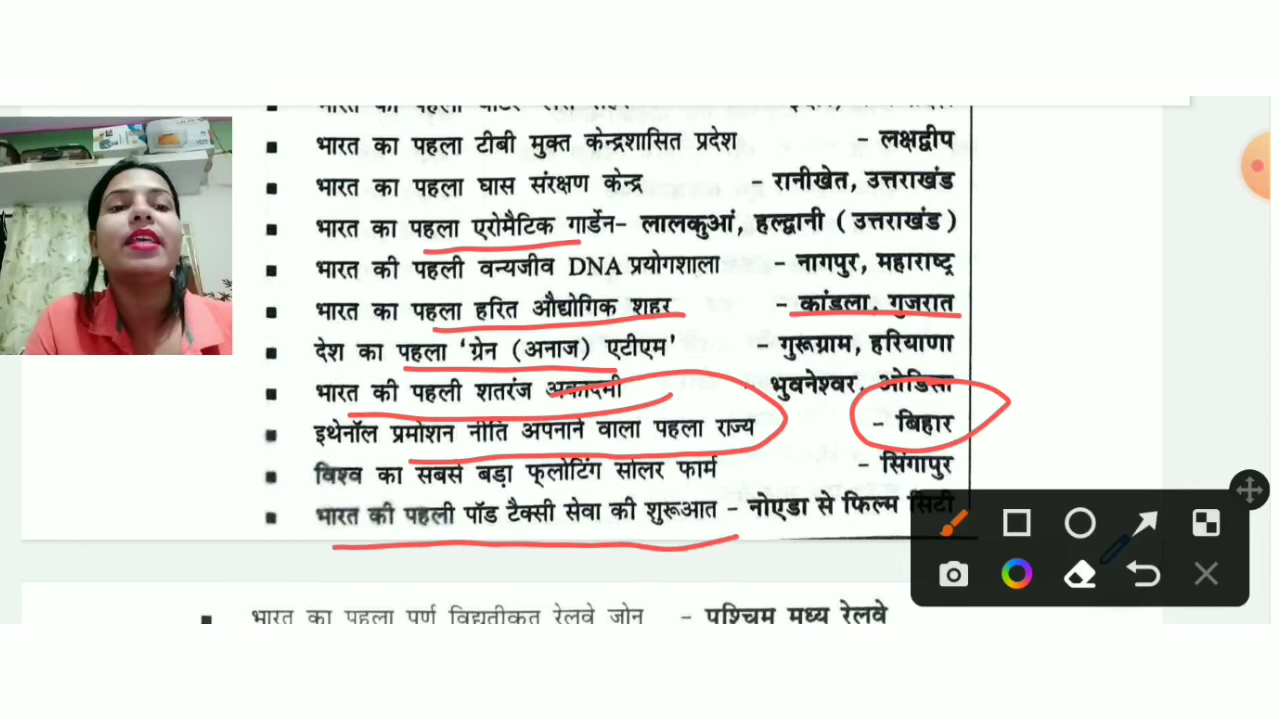 भारत का पहला टीबी मुक्त केन्द्रशासित प्रदेश - लक्षद्वीप
भारत का पहला घास संरक्षण केन्द्र - रानीखेत, उत्तराखंड
भारत का पहला एरोमैटिक गार्डेन- लालकुआं, हल्द्वानी ( उत्तराखंड )
भारत की पहली वन्यजीव DNA प्रयोगशाला - नागपुर, महाराष्ट्र
भारत का पहला हरित औद्योगिक शहर - कांडला, गुजरात
देश का पहला 'ग्रेन (अनाज) एटीएम' - गुरूग्राम, हरियाणा
भारत की पहली शतरंज अकादमी - भुवनेश्वर, ओडिसा
इथेनॉल प्रमोशन नीति अपनाने वाला पहला राज्य - बिहार
विश्व का सबसे बड़ा फ्लोटिंग सोलर फार्म - सिंगापुर
भारत की पहली पॉड टैक्सी सेवा की शुरूआत - नोएडा से फिल्म सिटी
भारत का पहला पूर्ण विद्युतीकृत रेलवे जोन - पश्चिम मध्य रेलवे